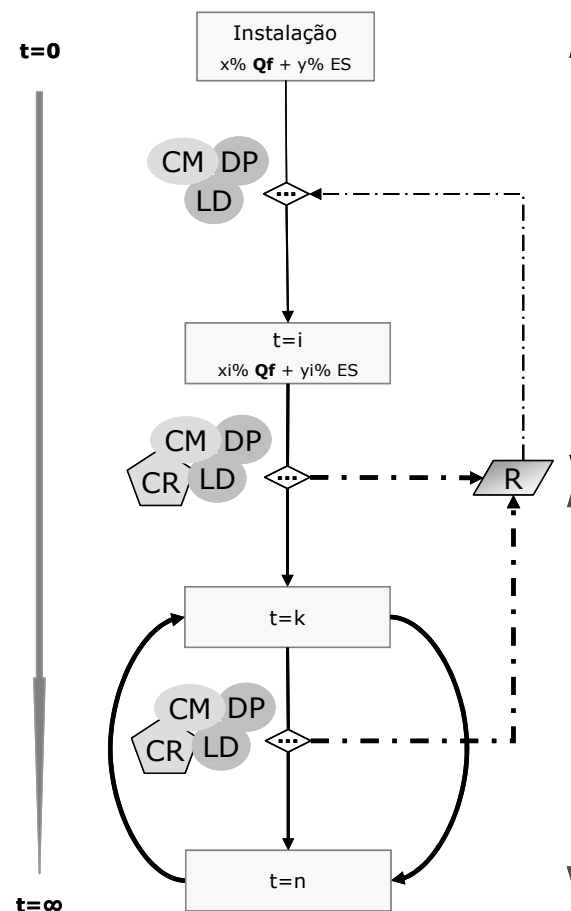 t=0
Instalação
x% Qf + y% ES
CM
DP
LD
...
t=i
xi% Qf + yi% ES
CM
DP
CR
LD
...
R
t=k
CM
DP
CR
LD
...
t=n
t=∞